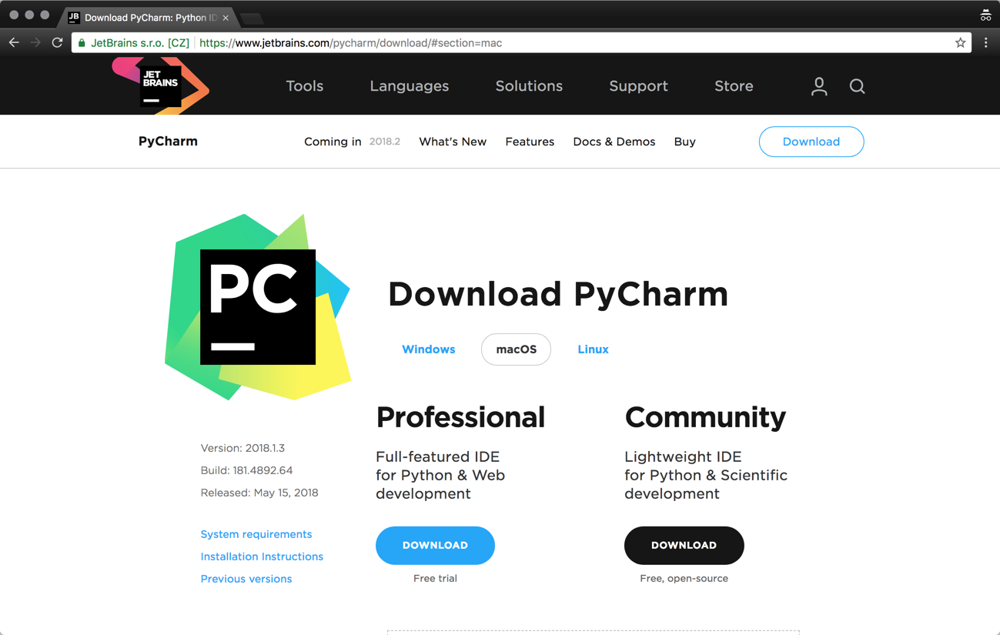 JB Download PyCharm: Python ID
JetBrains s.r.o. [CZ] https://www.jetbrains.com/pycharm/download/#section=mac
JET
BRAINS
Tools Languages Solutions Support Store
PyCharm Coming in 2018.2 What's New Features Docs & Demos Buy Download
PC
Download PyCharm
Windows macOS Linux
Professional
Full-featured IDE
for Python & Web
development
DOWNLOAD
Free trial
Community
Lightweight IDE
for Python & Scientific
development
DOWNLOAD
Free, open-source
Version: 2018.1.3
Build: 181.4892.64
Released: May 15, 2018
System requirements
Installation Instructions
Previous versions